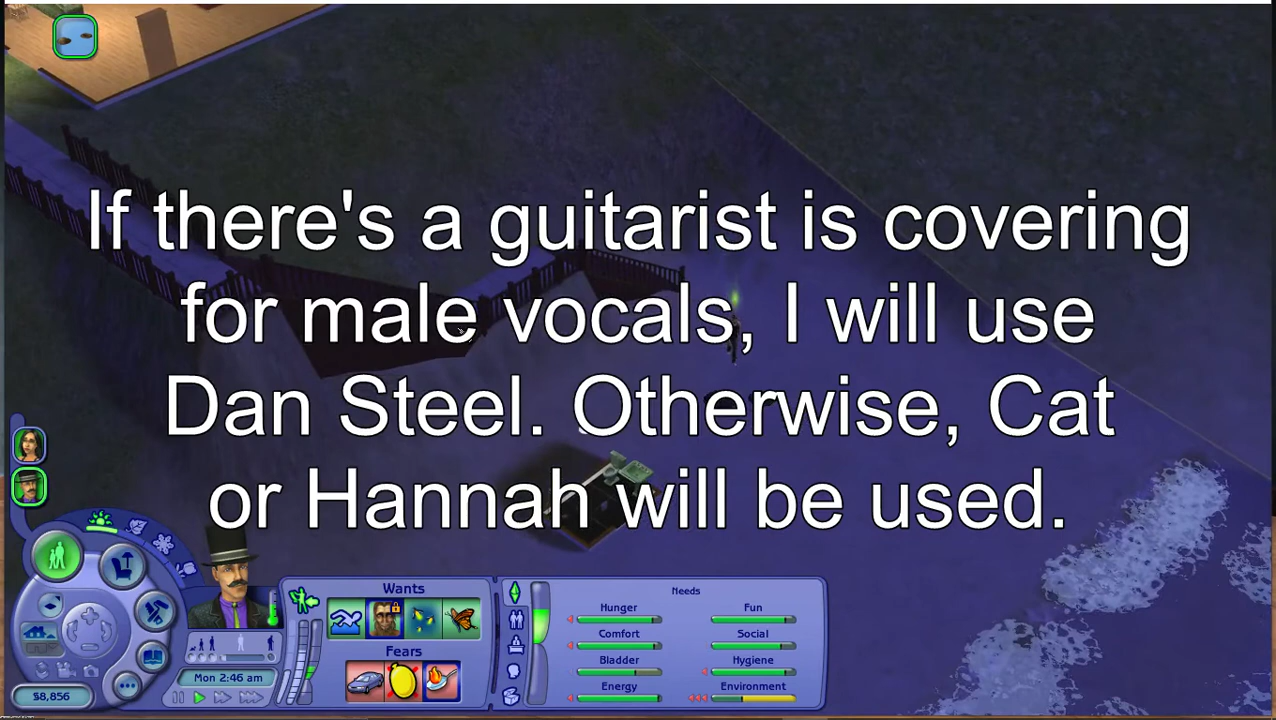 If there's a guitarist is covering
for male vocals, I will use
Dan Steel. Otherwise, Cat
or Hannah will be used.
Wants
Fears
Needs
Hunger
Fun
Comfort
Social
Bladder
Hygiene
Energy
Environment
Mon 2:46 am
$8,856